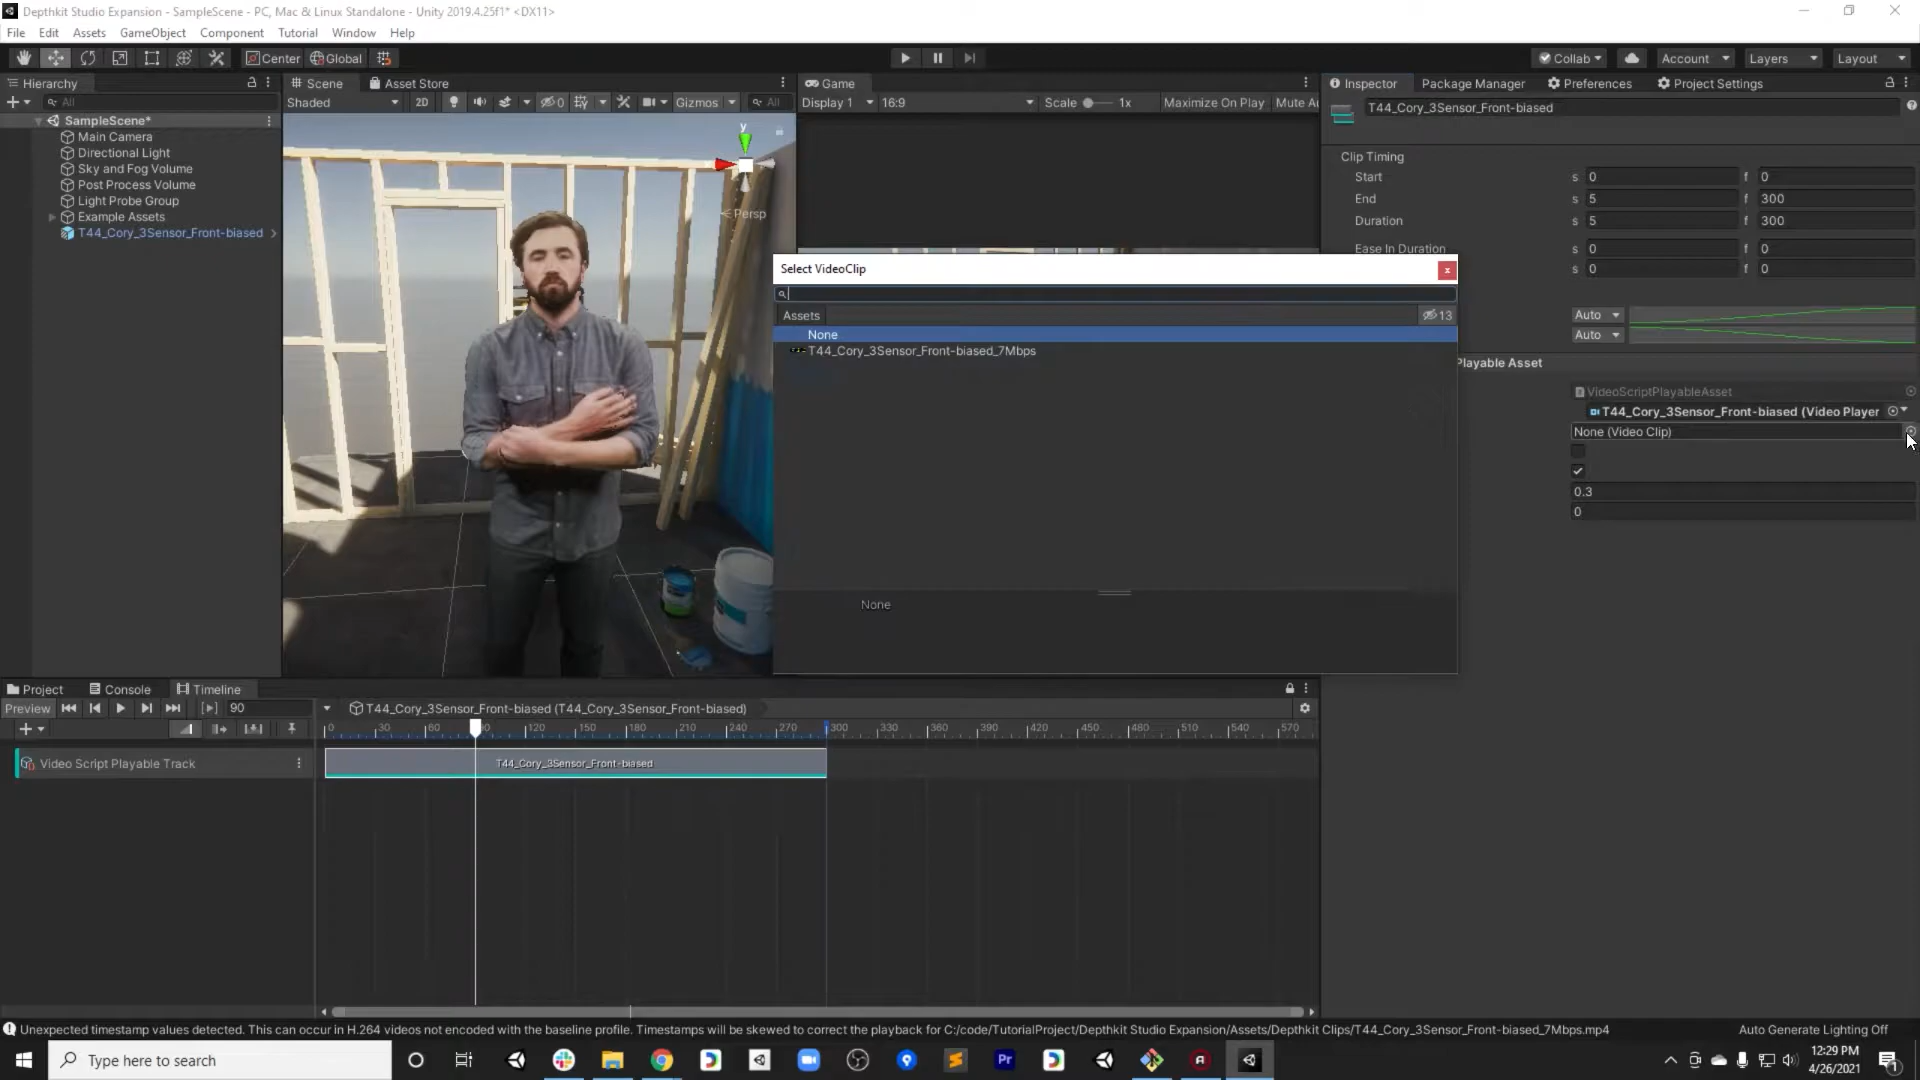 Depthkit Studio Expansion - SampleScene - PC, Mac & Linux Standalone - Unity 2019.4.25f1* <DX11>
File Edit Assets GameObject Component Tutorial Window Help
Center Global Collab Account Layers Layout
Hierarchy
All
SampleScene*
Main Camera
Directional Light
Sky and Fog Volume
Post Process Volume
Light Probe Group
Example Assets
T44_Cory_3Sensor_Front-biased
Scene Asset Store
Shaded 2D 0 Gizmos All
y
Persp
Game
Display 1 16:9 Scale 1x Maximize On Play Mute Au
Inspector Package Manager Preferences Project Settings
T44_Cory_3Sensor_Front-biased
Clip Timing
Start s 0 f 0
End s 5 f 300
Duration s 5 f 300
Ease In Duration s 0 f 0
s 0 f 0
Auto
Auto
Playable Asset
VideoScriptPlayableAsset
T44_Cory_3Sensor_Front-biased (Video Player
None (Video Clip)
0.3
0
Select VideoClip
x
Assets
13
None
T44_Cory_3Sensor_Front-biased_7Mbps
None
Project Console Timeline
Preview 90 T44_Cory_3Sensor_Front-biased (T44_Cory_3Sensor_Front-biased)
0 30 60 90 120 150 180 210 240 270 300 330 360 390 420 450 480 510 540 570
Video Script Playable Track
T44_Cory_3Sensor_Front-biased
Unexpected timestamp values detected. This can occur in H.264 videos not encoded with the baseline profile. Timestamps will be skewed to correct the playback for C:/code/TutorialProject/Depthkit Studio Expansion/Assets/Depthkit Clips/T44_Cory_3Sensor_Front-biased_7Mbps.mp4
Auto Generate Lighting Off
Type here to search
Pr
12:29 PM
4/26/2021
1